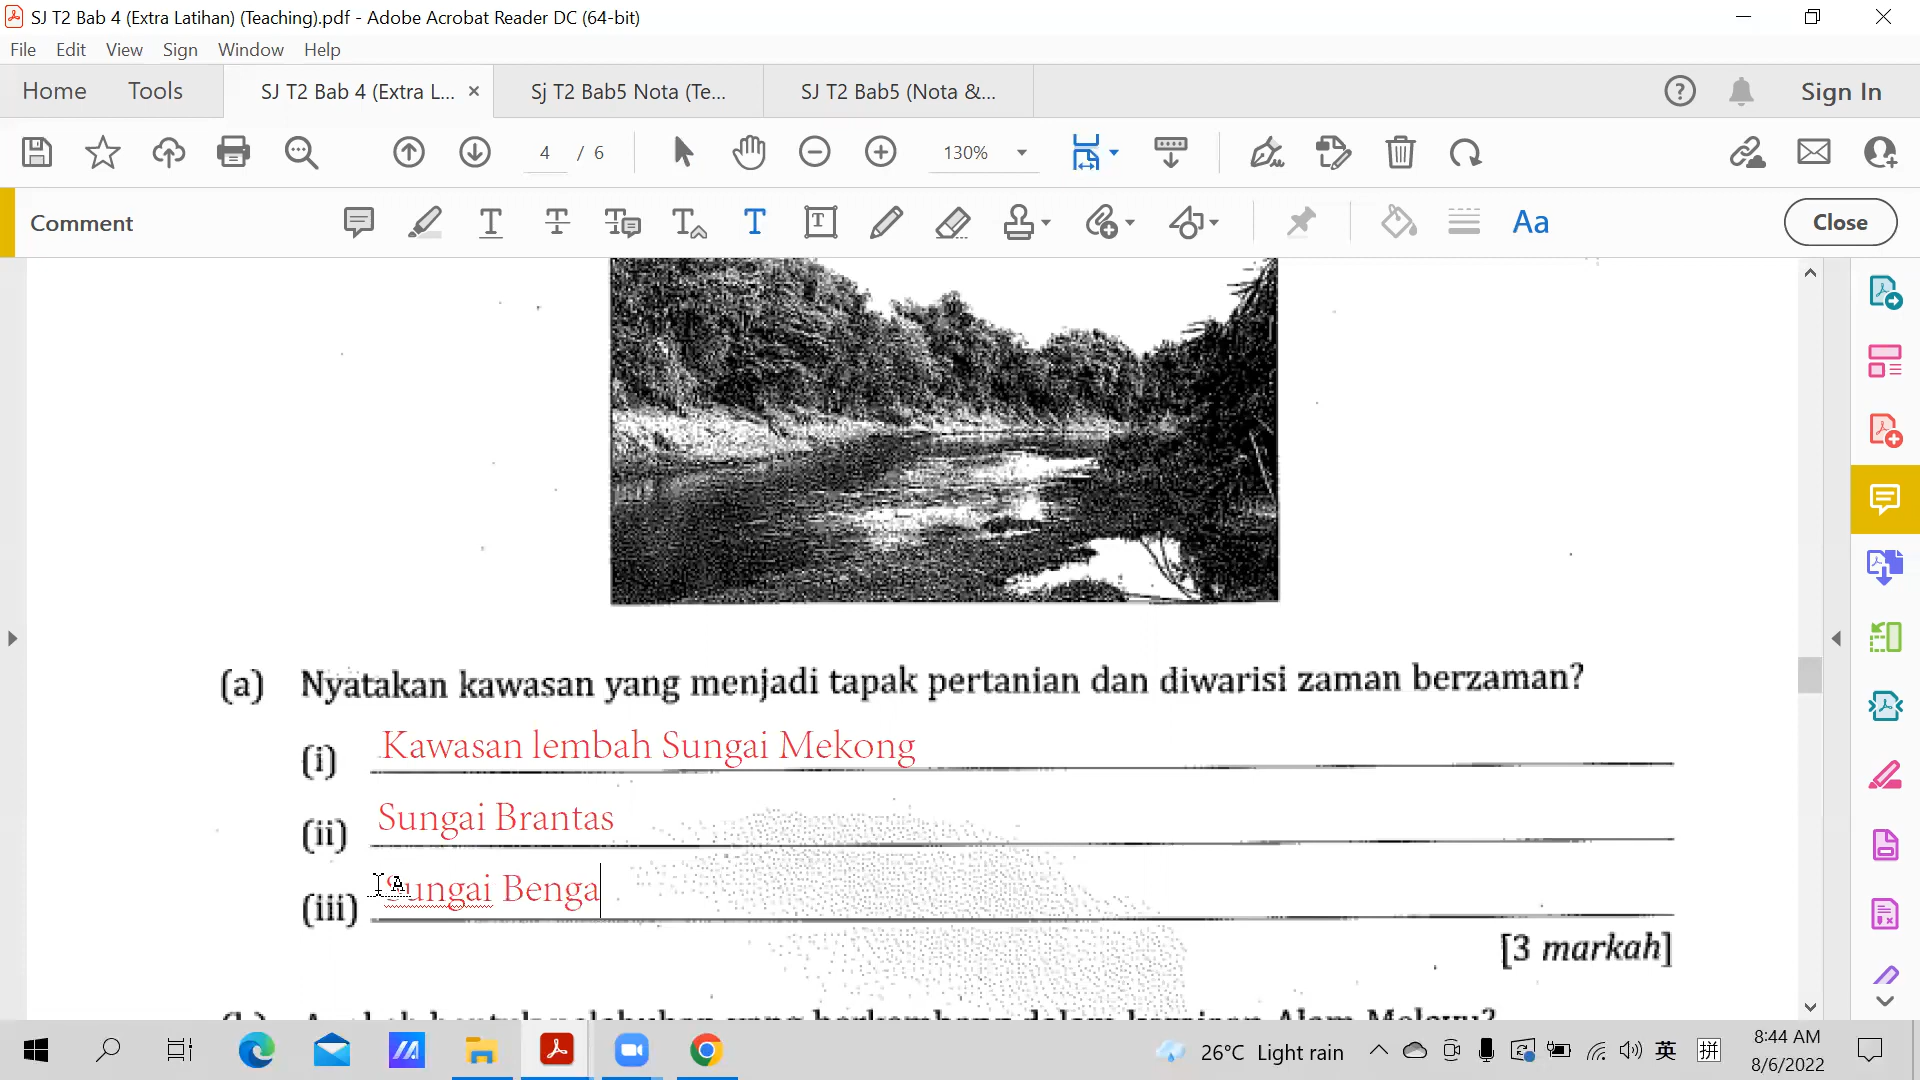 SJ T2 Bab 4 (Extra Latihan) (Teaching).pdf - Adobe Acrobat Reader DC (64-bit)
File Edit View Sign Window Help
Home Tools SJ T2 Bab 4 (Extra L... × Sj T2 Bab5 Nota (Te... SJ T2 Bab5 (Nota &... Sign In
4 / 6 130%
Comment Aa Close
(a) Nyatakan kawasan yang menjadi tapak pertanian dan diwarisi zaman berzaman?
(i) Kawasan lembah Sungai Mekong
(ii) Sungai Brantas
(iii) Sungai Benga
[3 markah]
26°C Light rain 英 拼 8:44 AM
8/6/2022